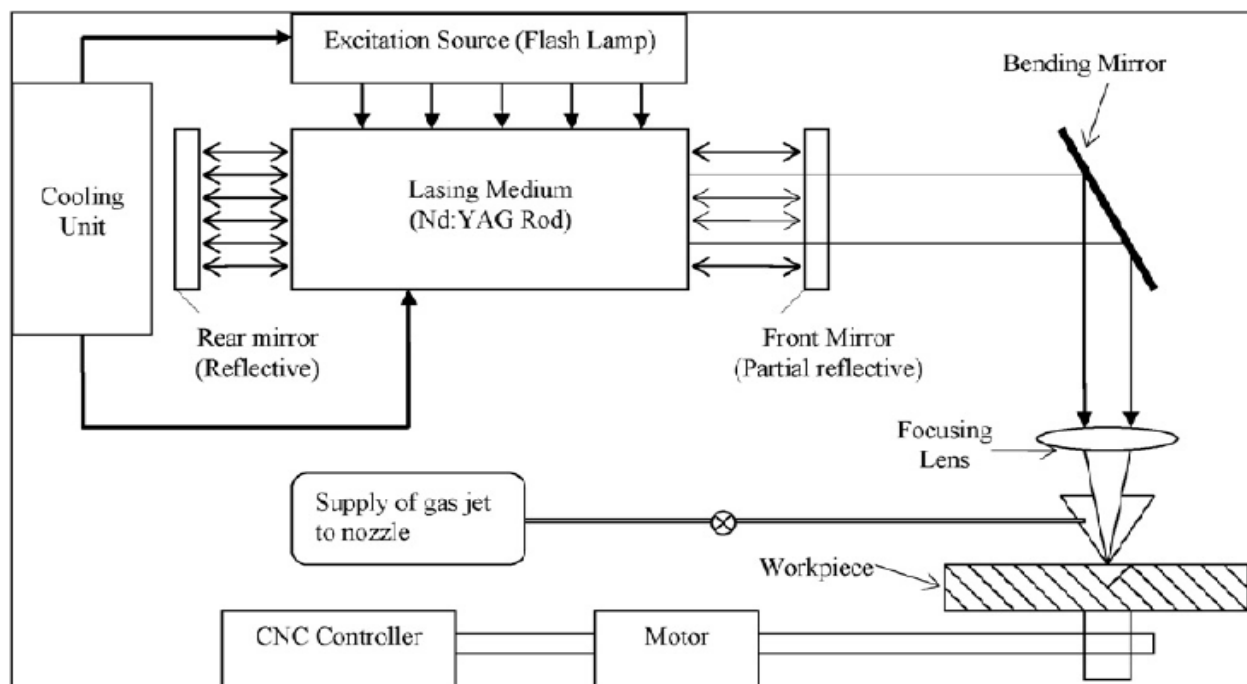 Excitation Source (Flash Lamp)
Bending Mirror
Cooling
Unit
Lasing Medium
(Nd:YAG Rod)
Rear mirror
(Reflective)
Front Mirror
(Partial reflective)
Focusing
Lens
Supply of gas jet
to nozzle
Workpiece
CNC Controller
Motor